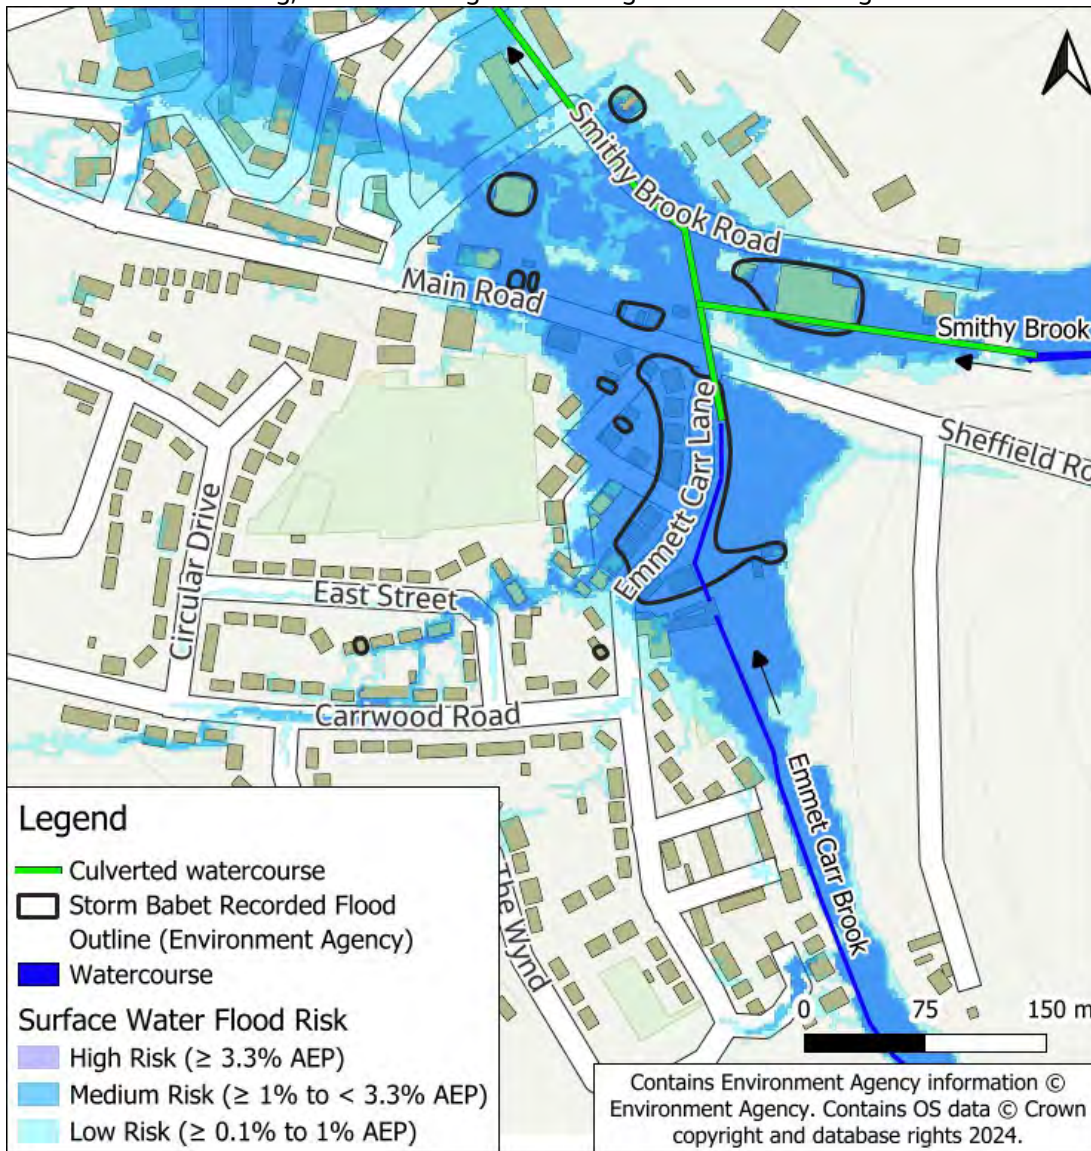 Smithy Brook Road
Main Road
Smithy Brook
Sheffield Ro
Emmett Carr Lane
Circular Drive
East Street
Carrwood Road
Emmet Carr Brook
The Wynd
Legend
Culverted watercourse
Storm Babet Recorded Flood
Outline (Environment Agency)
Watercourse
Surface Water Flood Risk
High Risk (≥ 3.3% AEP)
Medium Risk (≥ 1% to < 3.3% AEP)
Low Risk (≥ 0.1% to 1% AEP)
0 75 150 m
Contains Environment Agency information ©
Environment Agency. Contains OS data © Crown
copyright and database rights 2024.